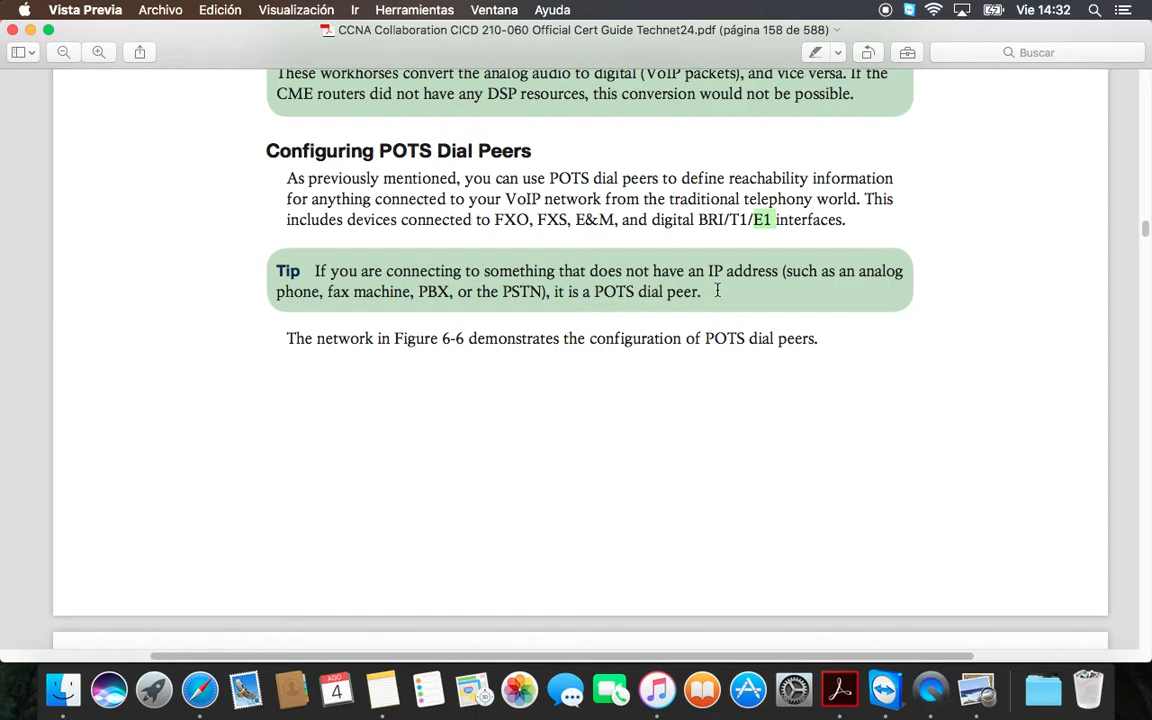 Vista Previa Archivo Edición Visualización Ir Herramientas Ventana Ayuda Vie 14:32
CCNA Collaboration CICD 210-060 Official Cert Guide Technet24.pdf (página 158 de 588)
Buscar
These workhorses convert the analog audio to digital (VoIP packets), and vice versa. If the
CME routers did not have any DSP resources, this conversion would not be possible.
Configuring POTS Dial Peers
As previously mentioned, you can use POTS dial peers to define reachability information
for anything connected to your VoIP network from the traditional telephony world. This
includes devices connected to FXO, FXS, E&M, and digital BRI/T1/E1 interfaces.
Tip If you are connecting to something that does not have an IP address (such as an analog
phone, fax machine, PBX, or the PSTN), it is a POTS dial peer.
The network in Figure 6-6 demonstrates the configuration of POTS dial peers.
AGO
4